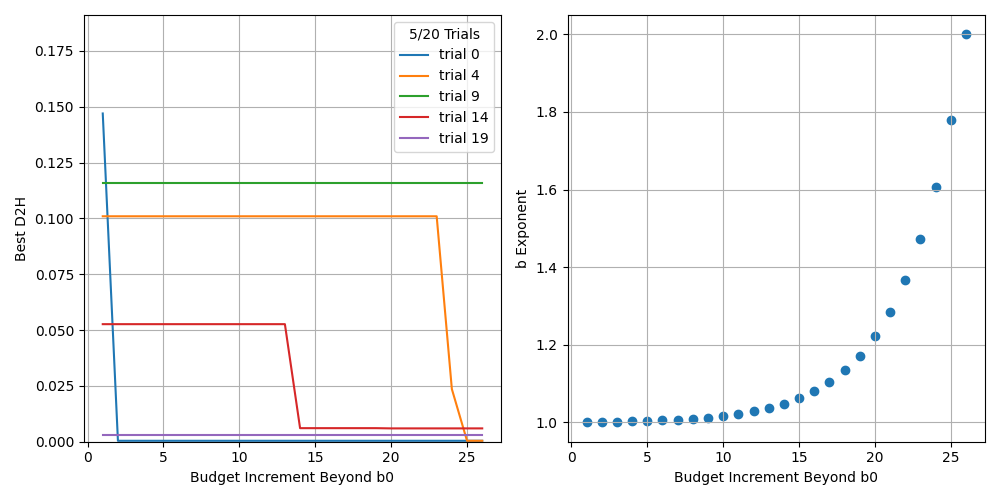 5/20 Trials
trial 0
trial 4
trial 9
trial 14
trial 19
0.175
0.150
0.125
0.100
0.075
0.050
0.025
0.000
Best D2H
0 5 10 15 20 25
Budget Increment Beyond b0
2.0
1.8
1.6
1.4
1.2
1.0
b Exponent
0 5 10 15 20 25
Budget Increment Beyond b0